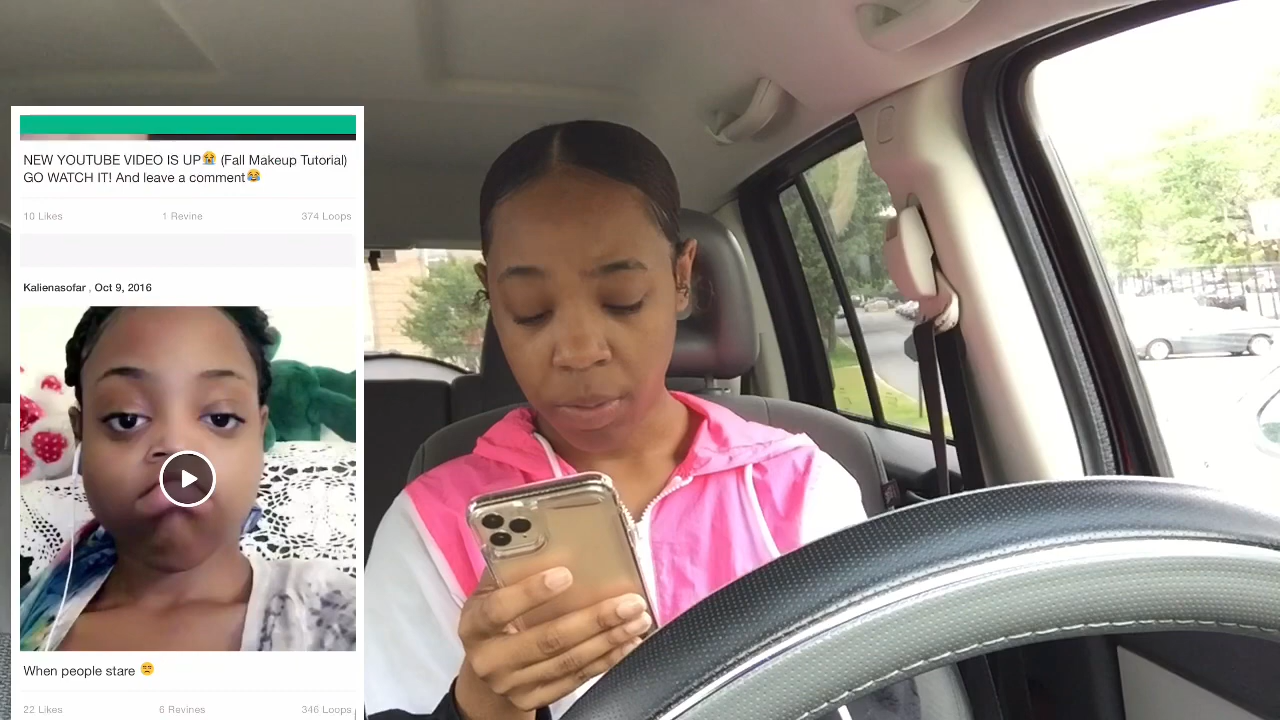 NEW YOUTUBE VIDEO IS UP😭 (Fall Makeup Tutorial)
GO WATCH IT! And leave a comment😂
10 Likes 1 Revine 374 Loops
Kalienasofar , Oct 9, 2016
When people stare 😒
22 Likes 6 Revines 346 Loops